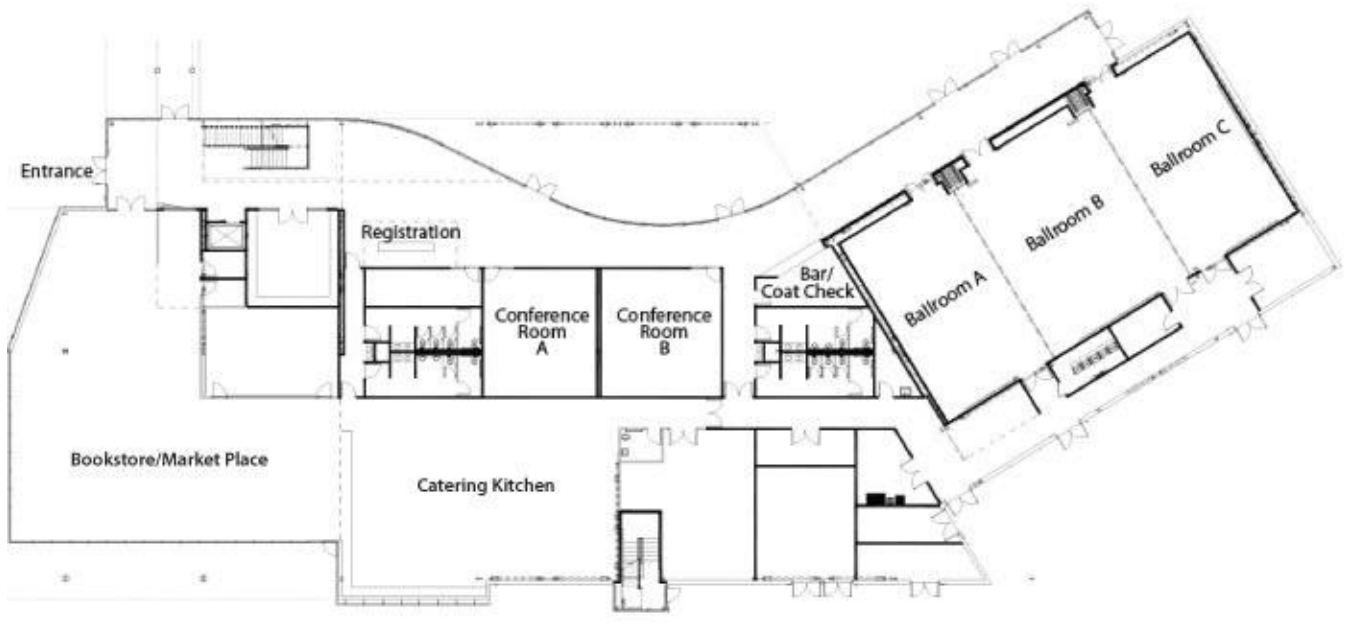 Entrance
Registration
Conference
Room
A
Conference
Room
B
Bar/
Coat Check
Ballroom A
Ballroom B
Ballroom C
Bookstore/Market Place
Catering Kitchen